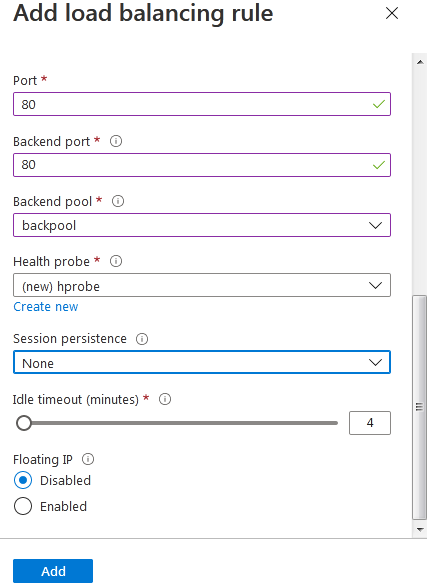 Add load balancing rule
Port *
80
Backend port *
80
Backend pool *
backpool
Health probe *
(new) hprobe
Create new
Session persistence
None
Idle timeout (minutes) *
4
Floating IP
Disabled
Enabled
Add